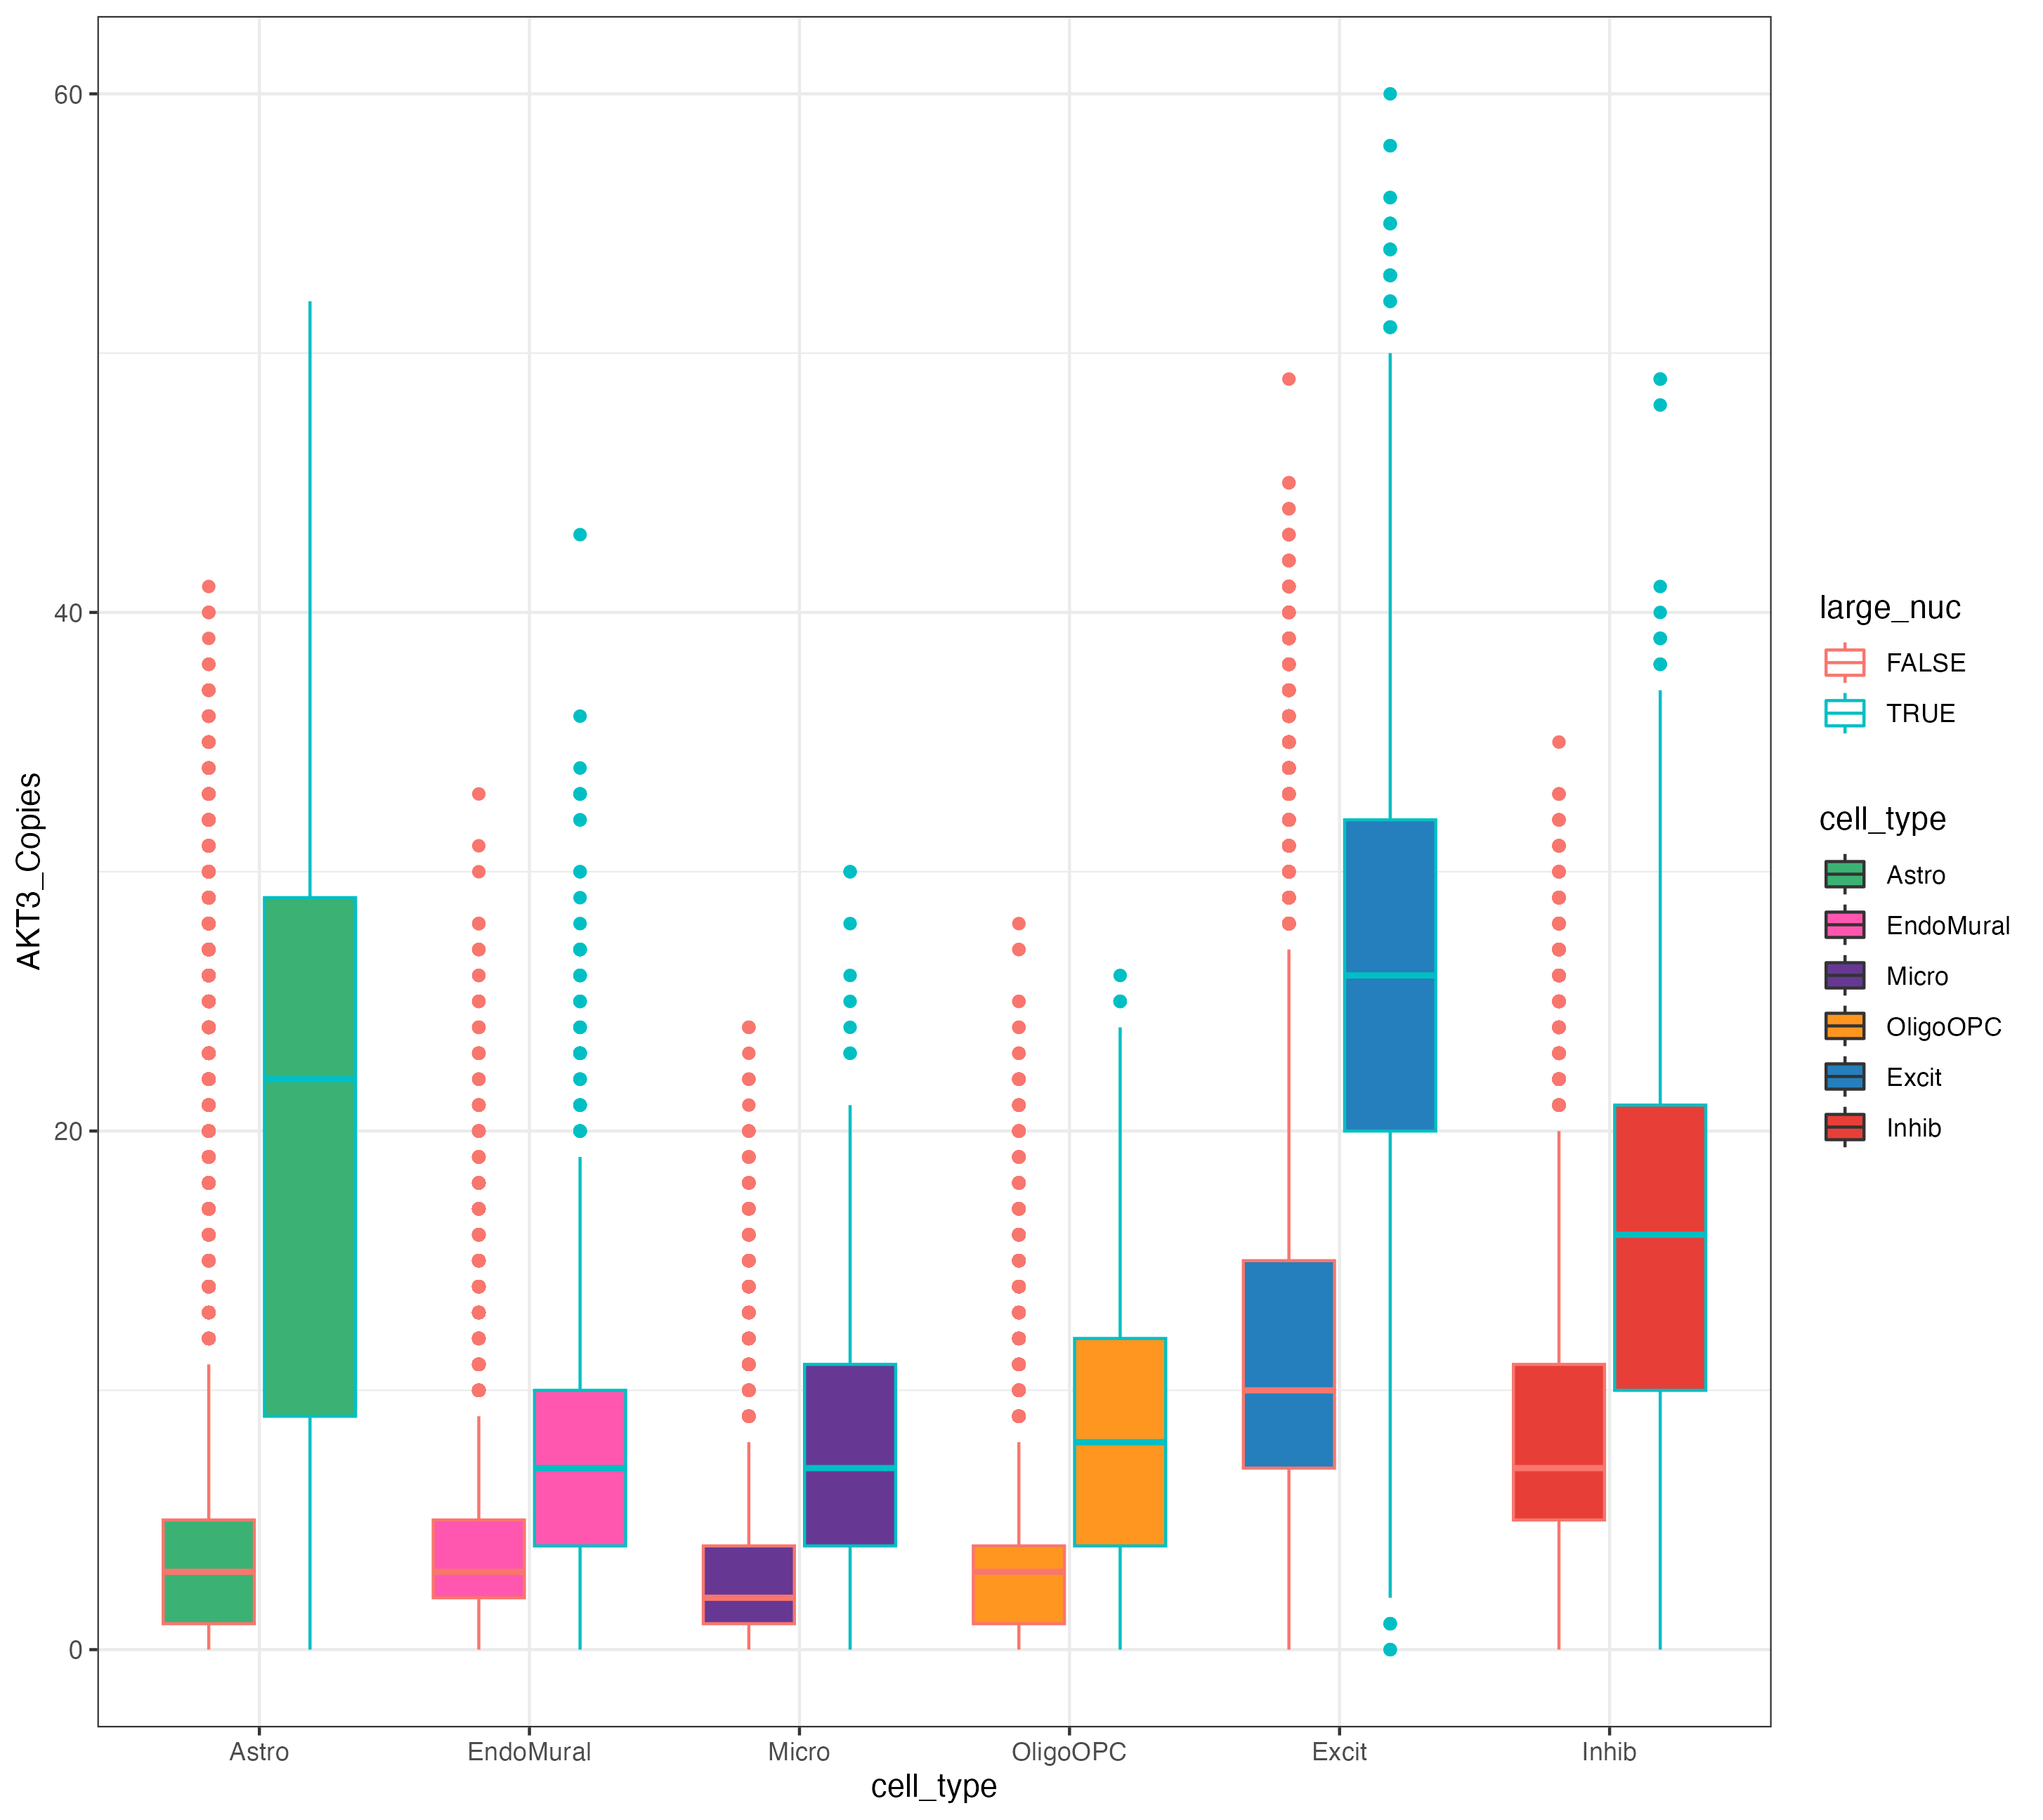 60
40
20
0
AKT3_Copies
Astro
EndoMural
Micro
OligoOPC
Excit
Inhib
cell_type
large_nuc
FALSE
TRUE
cell_type
Astro
EndoMural
Micro
OligoOPC
Excit
Inhib